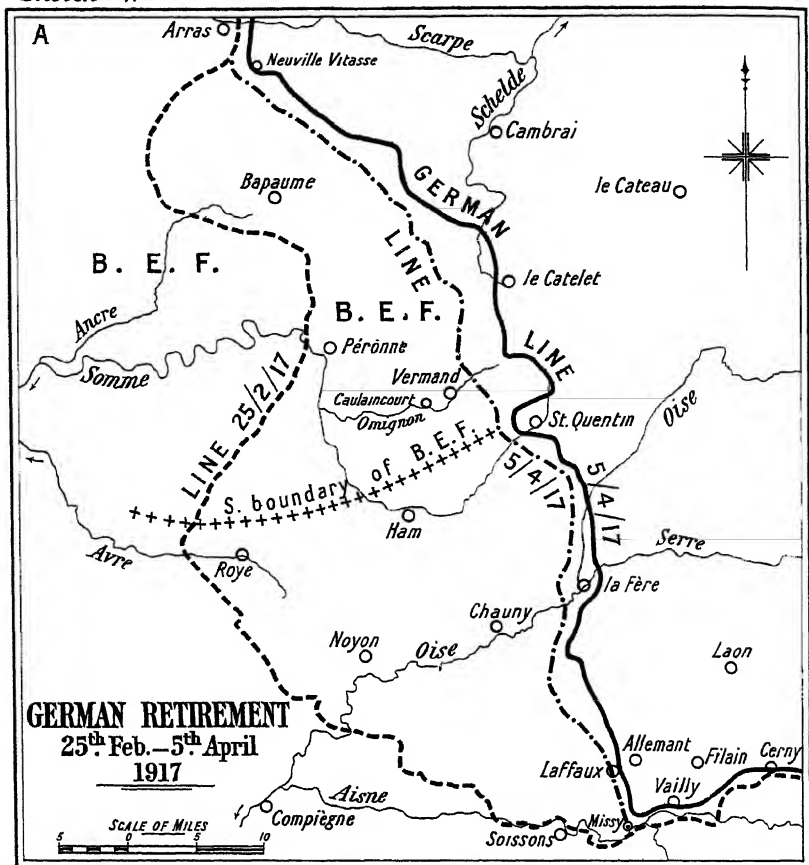 A
Arras
Scarpe
Neuville Vitasse
Schelde
Cambrai
Bapaume
le Cateau
GERMAN
LINE
B. E. F.
B. E. F.
le Catelet
Ancre
LINE
Péronne
Somme
Vermand
Caulaincourt
Omignon
St. Quentin
Oise
LINE 25/2/17
S. boundary of B.E.F.
5/4/17
5/4/17
Ham
Avre
Roye
Serre
la Fère
Chauny
Noyon
Oise
Laon
GERMAN RETIREMENT
25th. Feb.–5th. April
1917
Allemant
Filain
Cerny
Laffaux
Vailly
Aisne
Missy
Compiègne
Soissons
SCALE OF MILES
5 0 5 10